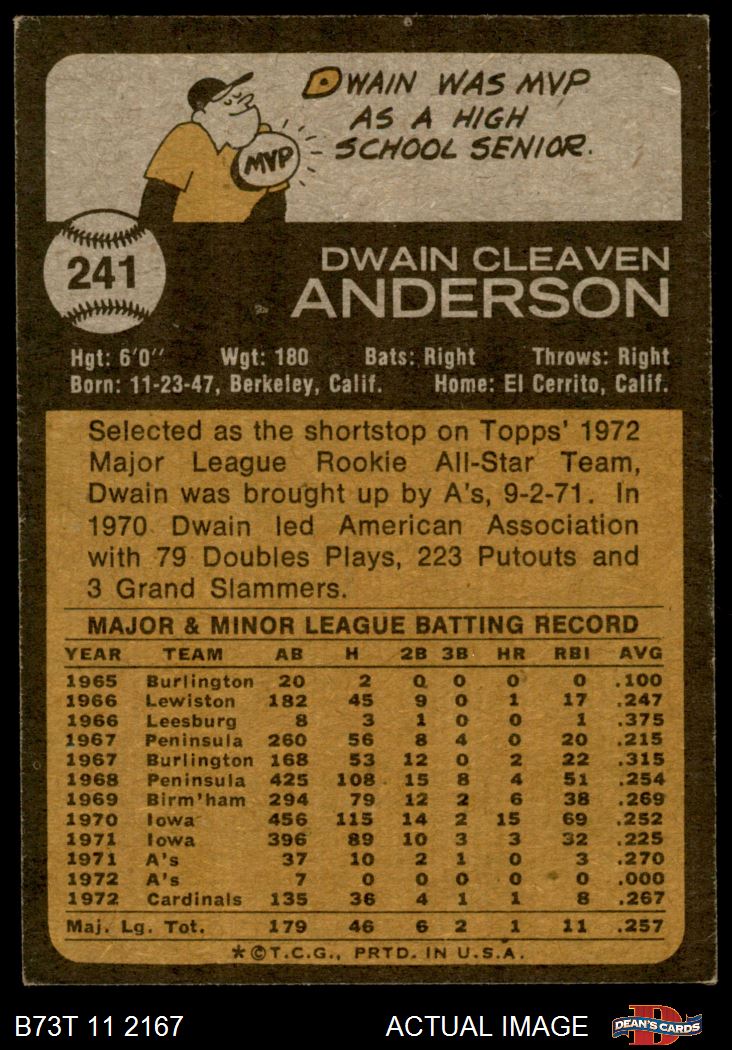 DWAIN WAS MVP
AS A HIGH
SCHOOL SENIOR.
MVP
241
DWAIN CLEAVEN
ANDERSON
Hgt: 6'0" Wgt: 180 Bats: Right Throws: Right
Born: 11-23-47, Berkeley, Calif. Home: El Cerrito, Calif.
Selected as the shortstop on Topps' 1972
Major League Rookie All-Star Team,
Dwain was brought up by A's, 9-2-71. In
1970 Dwain led American Association
with 79 Doubles Plays, 223 Putouts and
3 Grand Slammers.
MAJOR & MINOR LEAGUE BATTING RECORD
YEAR TEAM AB H 2B 3B HR RBI AVG
1965 Burlington 20 2 0 0 0 0 .100
1966 Lewiston 182 45 9 0 1 17 .247
1966 Leesburg 8 3 1 0 0 1 .375
1967 Peninsula 260 56 8 4 0 20 .215
1967 Burlington 168 53 12 0 2 22 .315
1968 Peninsula 425 108 15 8 4 51 .254
1969 Birm'ham 294 79 12 2 6 38 .269
1970 Iowa 456 115 14 2 15 69 .252
1971 Iowa 396 89 10 3 3 32 .225
1971 A's 37 10 2 1 0 3 .270
1972 A's 7 0 0 0 0 0 .000
1972 Cardinals 135 36 4 1 1 8 .267
Maj. Lg. Tot. 179 46 6 2 1 11 .257
*©T.C.G., PRTD. IN U.S.A.
B73T 11 2167 ACTUAL IMAGE
D
DEAN'S CARDS